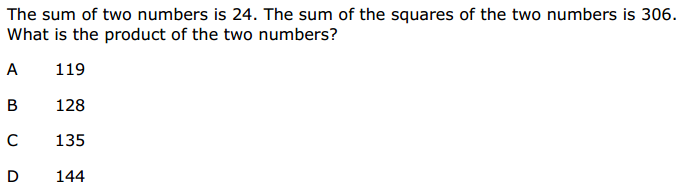 The sum of two numbers is 24. The sum of the squares of the two numbers is 306.
What is the product of the two numbers?
A 119
B 128
C 135
D 144